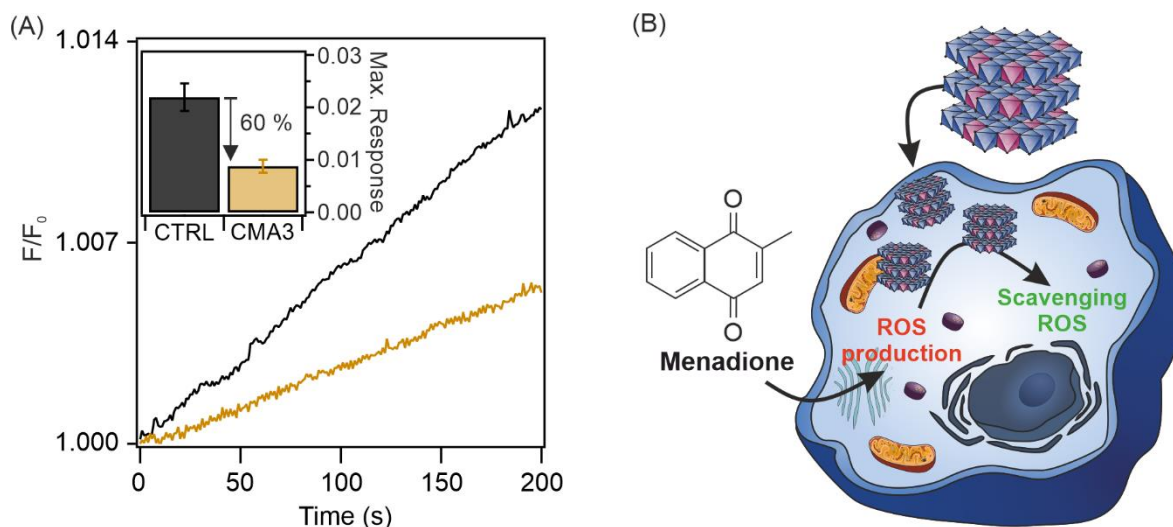 (A)
1.014
1.007
1.000
F/F0
0
50
100
150
200
Time (s)
60 %
CTRL
CMA3
0.03
0.02
0.01
0.00
Max. Response
(B)
O
O
Menadione
ROS
production
Scavenging
ROS